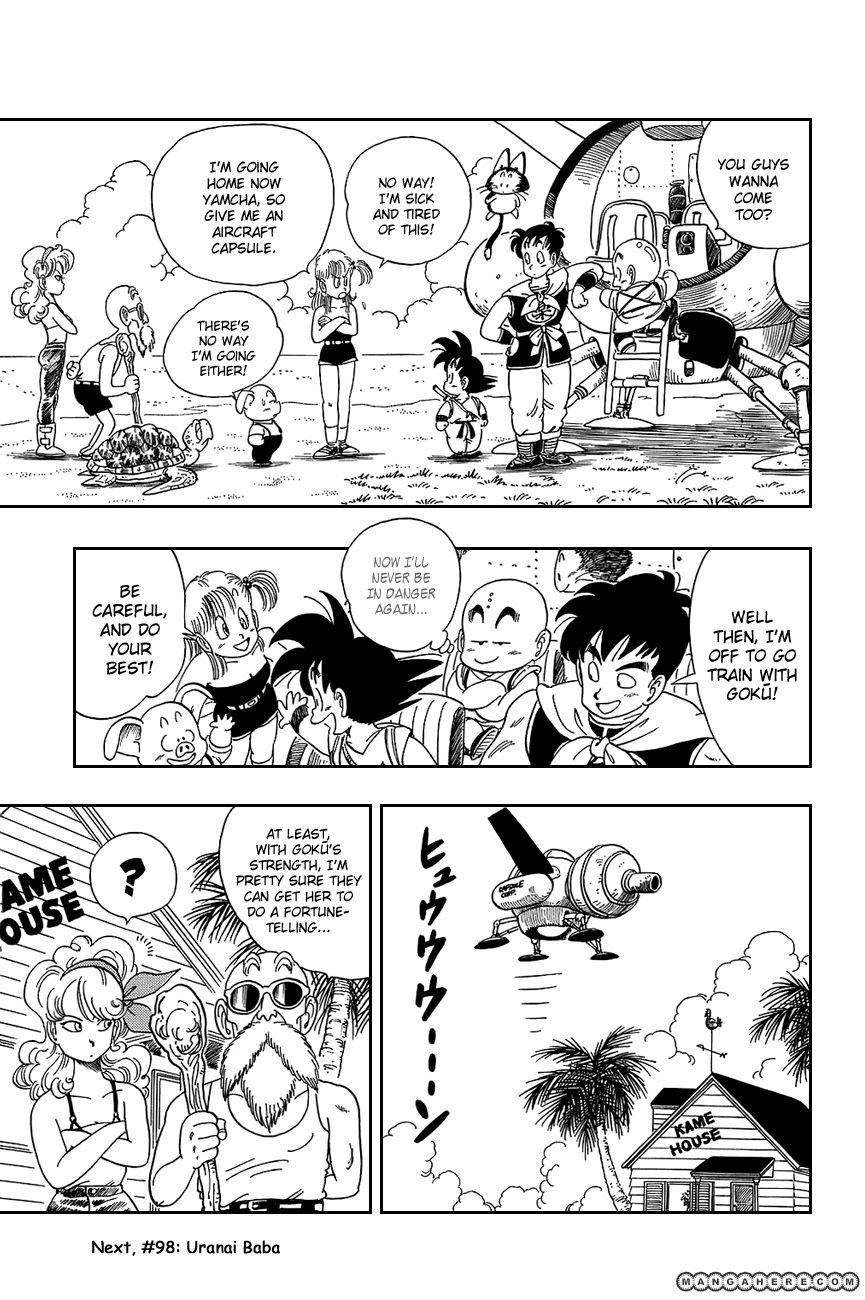 YOU GUYS
WANNA
COME
TOO?
NO WAY!
I'M SICK
AND TIRED
OF THIS!
I'M GOING
HOME NOW
YAMCHA, SO
GIVE ME AN
AIRCRAFT
CAPSULE.
THERE'S
NO WAY
I'M GOING
EITHER!
WELL
THEN, I'M
OFF TO GO
TRAIN WITH
GOKŪ!
NOW I'LL
NEVER BE
IN DANGER
AGAIN...
BE
CAREFUL,
AND DO
YOUR
BEST!
ヒュウウウーーーン
CAPSULE
CORP.
KAME
HOUSE
AT LEAST,
WITH GOKŪ'S
STRENGTH, I'M
PRETTY SURE THEY
CAN GET HER TO
DO A FORTUNE-
TELLING...
?
KAME
HOUSE
Next, #98: Uranai Baba
MANGAHERE.COM